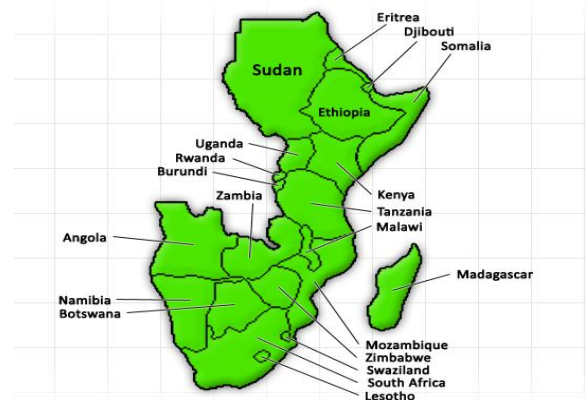 Eritrea
Djibouti
Somalia
Sudan
Ethiopia
Uganda
Rwanda
Burundi
Zambia
Kenya
Tanzania
Malawi
Angola
Madagascar
Namibia
Botswana
Mozambique
Zimbabwe
Swaziland
South Africa
Lesotho